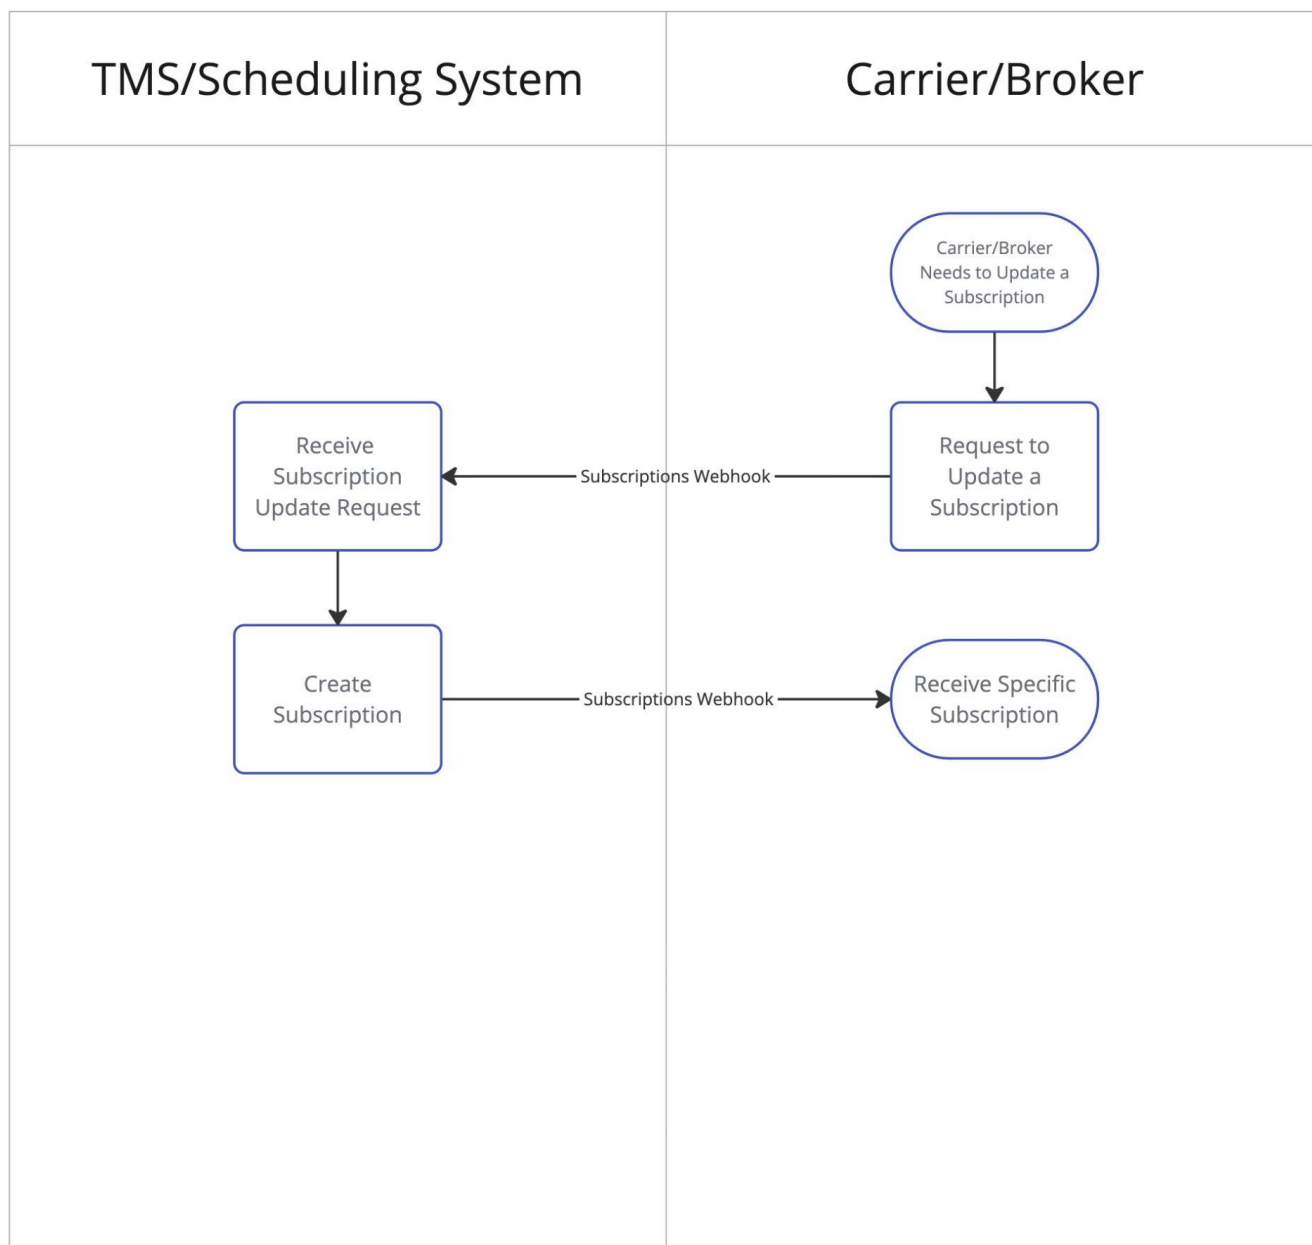 TMS/Scheduling System
Carrier/Broker
Carrier/Broker
Needs to Update a
Subscription
Request to
Update a
Subscription
Subscriptions Webhook
Receive
Subscription
Update Request
Create
Subscription
Subscriptions Webhook
Receive Specific
Subscription